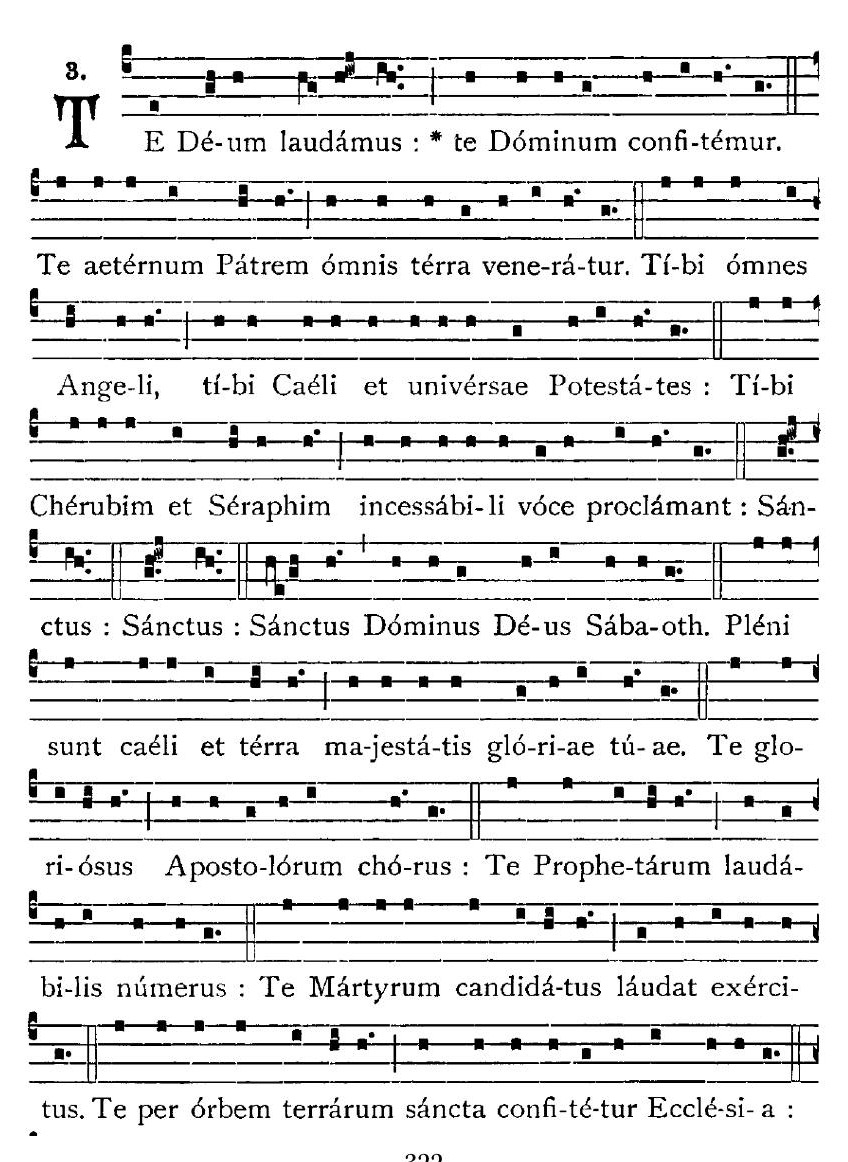 3.
TE Dé-um laudámus : * te Dóminum confi-témur.
Te aetérnum Pátrem ómnis térra vene-rá-tur. Tí-bi ómnes
Ange-li, tí-bi Caéli et univérsae Potestá-tes : Tí-bi
Chérubim et Séraphim incessábi-li vóce proclámant : Sán-
ctus : Sánctus : Sánctus Dóminus Dé-us Sába-oth. Pléni
sunt caéli et térra ma-jestá-tis gló-ri-ae tú-ae. Te glo-
ri-ósus Aposto-lórum chó-rus : Te Prophe-tárum laudá-
bi-lis númerus : Te Mártyrum candidá-tus láudat exérci-
tus. Te per órbem terrárum sáncta confi-té-tur Ecclé-si-a :
322